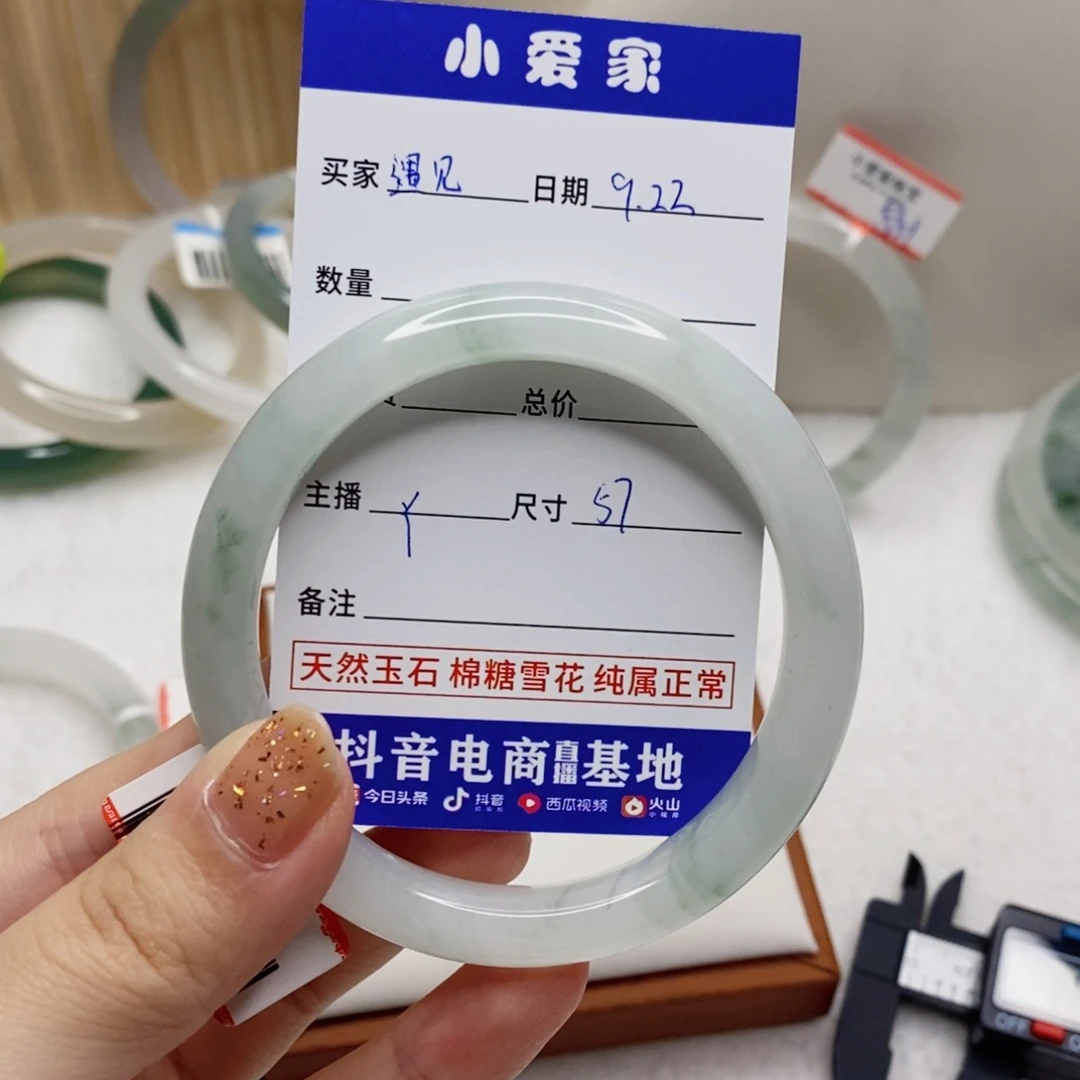 小爱家
买家 遇见 日期 9.22
数量
总价
主播 Y 尺寸 57
备注
天然玉石 棉糖雪花 纯属正常
抖音电商直播基地
今日头条 抖音 西瓜视频 火山
OFF